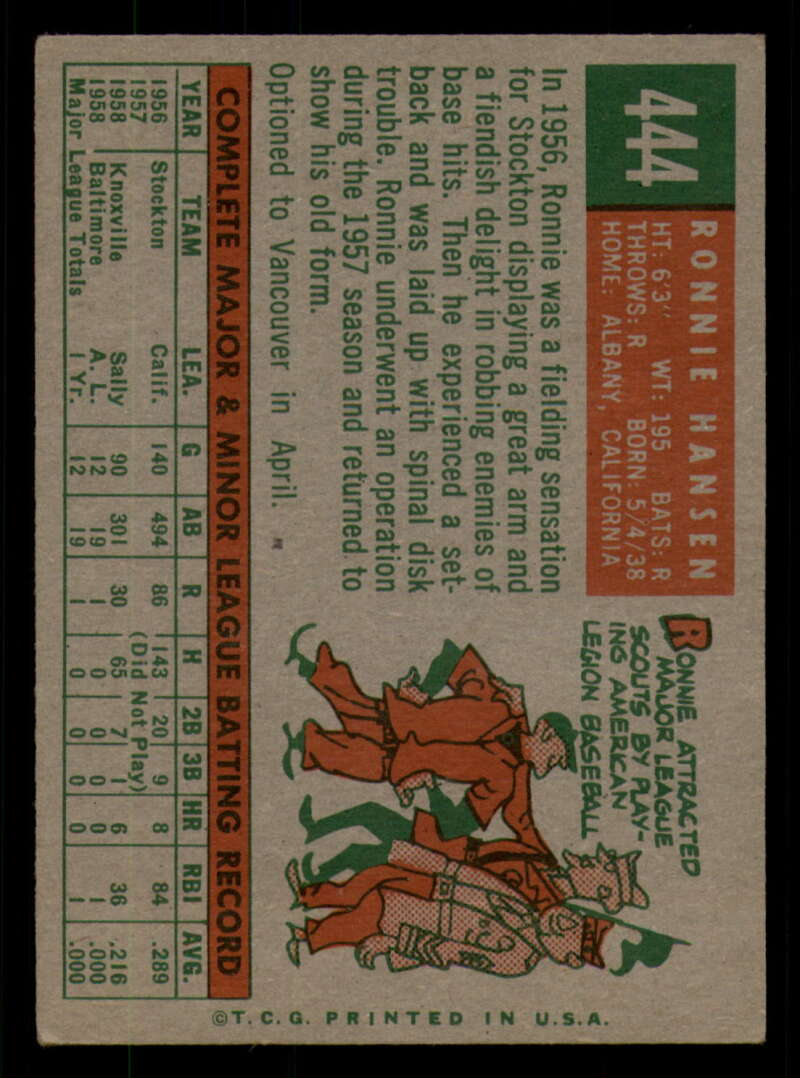 444
RONNIE HANSEN
HT: 6'3" WT: 195 BATS: R
THROWS: R BORN: 5/4/38
HOME: ALBANY, CALIFORNIA
In 1956, Ronnie was a fielding sensation
for Stockton displaying a great arm and
a fiendish delight in robbing enemies of
base hits. Then he experienced a set-
back and was laid up with spinal disk
trouble. Ronnie underwent an operation
during the 1957 season and returned to
show his old form.
Optioned to Vancouver in April.
RONNIE ATTRACTED
MAJOR LEAGUE
SCOUTS BY PLAY-
ING AMERICAN
LEGION BASEBALL
COMPLETE MAJOR & MINOR LEAGUE BATTING RECORD
YEAR TEAM LEA. G AB R H 2B 3B HR RBI AVG.
1956 Stockton Calif. 140 494 86 143 20 9 8 84 .289
1957 (Did Not Play)
1958 Knoxville Sally 90 301 30 65 7 1 6 36 .216
1958 Baltimore A. L. 12 19 1 0 0 0 0 1 .000
Major League Totals 1 Yr. 12 19 1 0 0 0 0 1 .000
©T.C.G. PRINTED IN U.S.A.